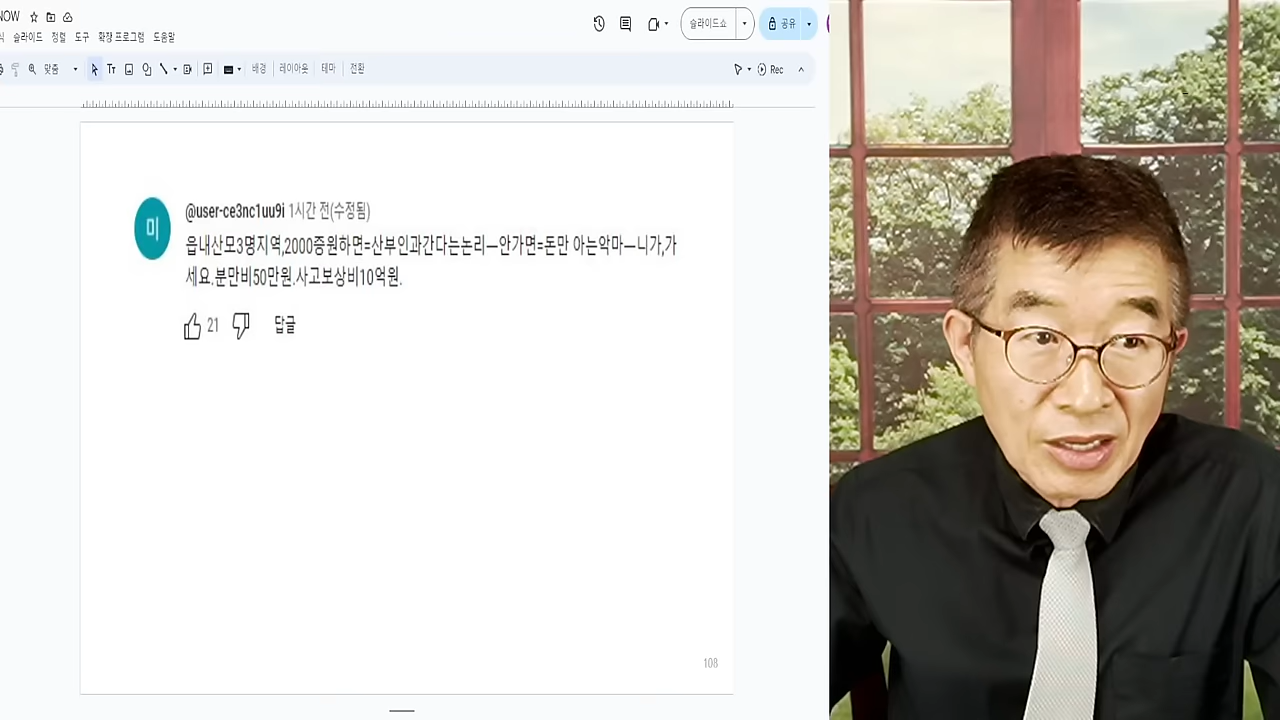 NOW
슬라이드 정렬 도구 확장 프로그램 도움말
슬라이드쇼
공유
맞춤
Tт
배경
레이아웃
테마
전환
Rec
미
@user-ce3nc1uu9i 1시간 전(수정됨)
읍내산모3명지역,2000증원하면=산부인과간다는논리ㅡ안가면=돈만 아는악마ㅡ니가,가
세요.분만비50만원.사고보상비10억원.
21
답글
108